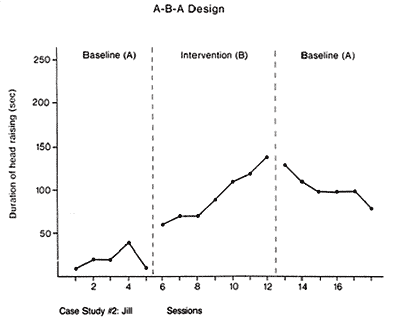 A-B-A Design
Baseline (A) Intervention (B) Baseline (A)
Duration of head raising (sec)
250
200
150
100
50
2 4 6 8 10 12 14 16
Case Study #2: Jill Sessions